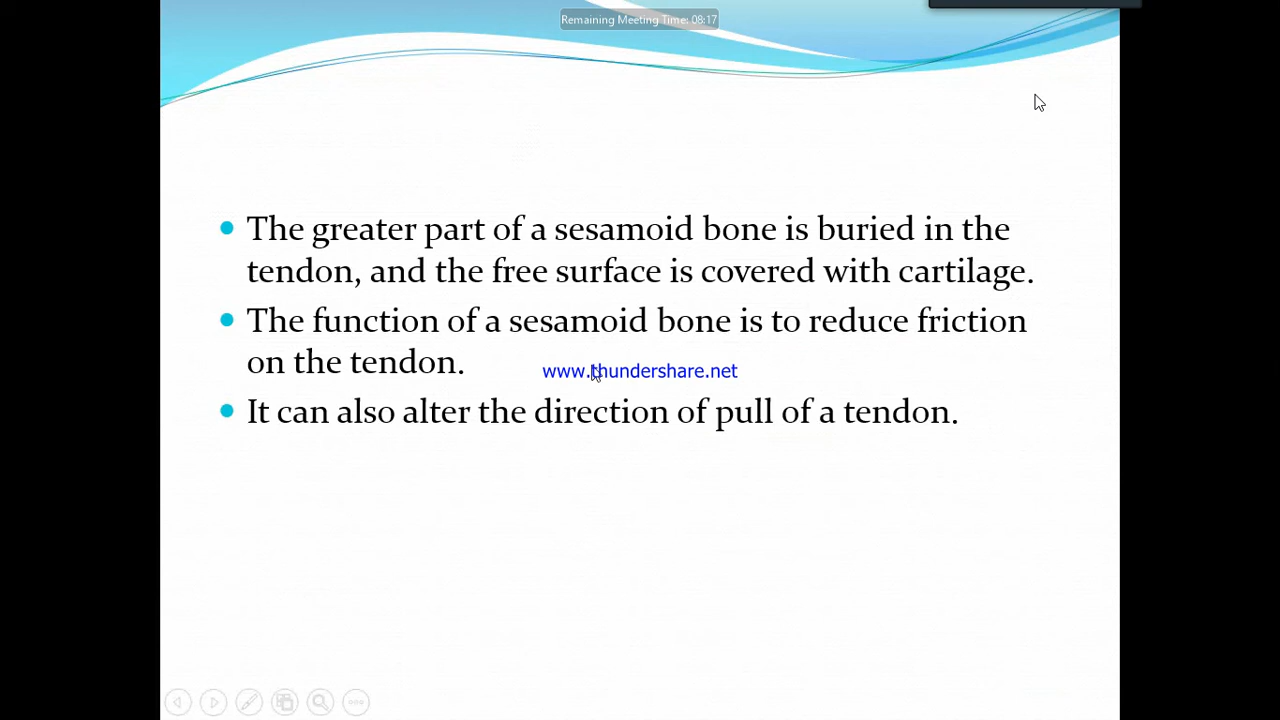 Remaining Meeting Time: 08:17
The greater part of a sesamoid bone is buried in the
tendon, and the free surface is covered with cartilage.
The function of a sesamoid bone is to reduce friction
on the tendon.
www.thundershare.net
It can also alter the direction of pull of a tendon.